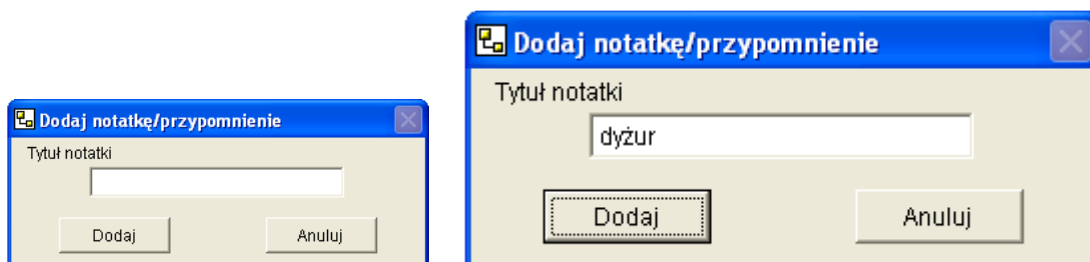 Dodaj notatkę/przypomnienie
Tytuł notatki
Dodaj Anuluj
Dodaj notatkę/przypomnienie
Tytuł notatki
dyżur
Dodaj Anuluj